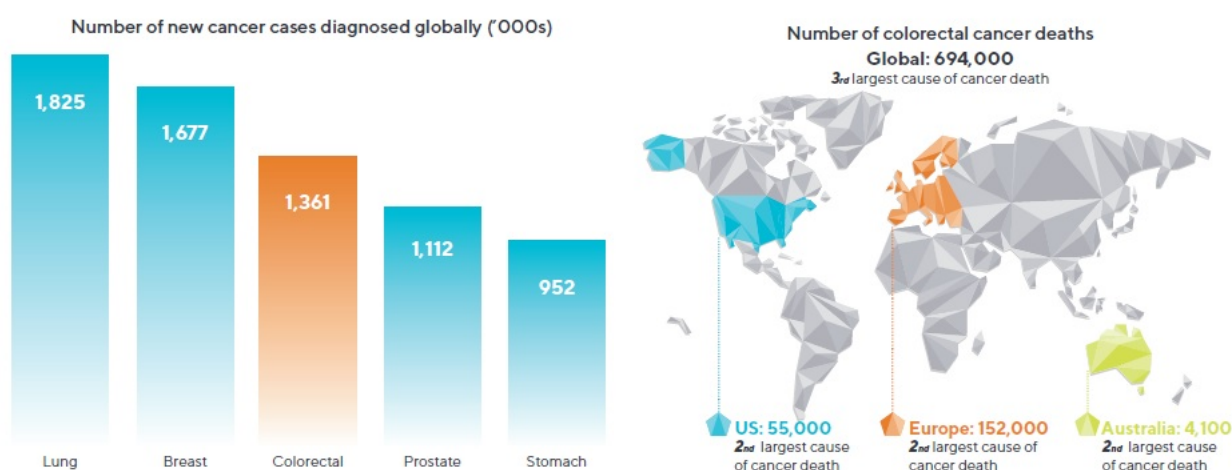 Number of new cancer cases diagnosed globally ('000s)
1,825
1,677
1,361
1,112
952
Lung
Breast
Colorectal
Prostate
Stomach
Number of colorectal cancer deaths
Global: 694,000
3rd largest cause of cancer death
US: 55,000
2nd largest cause
of cancer death
Europe: 152,000
2nd largest cause of
cancer death
Australia: 4,100
2nd largest cause
of cancer death